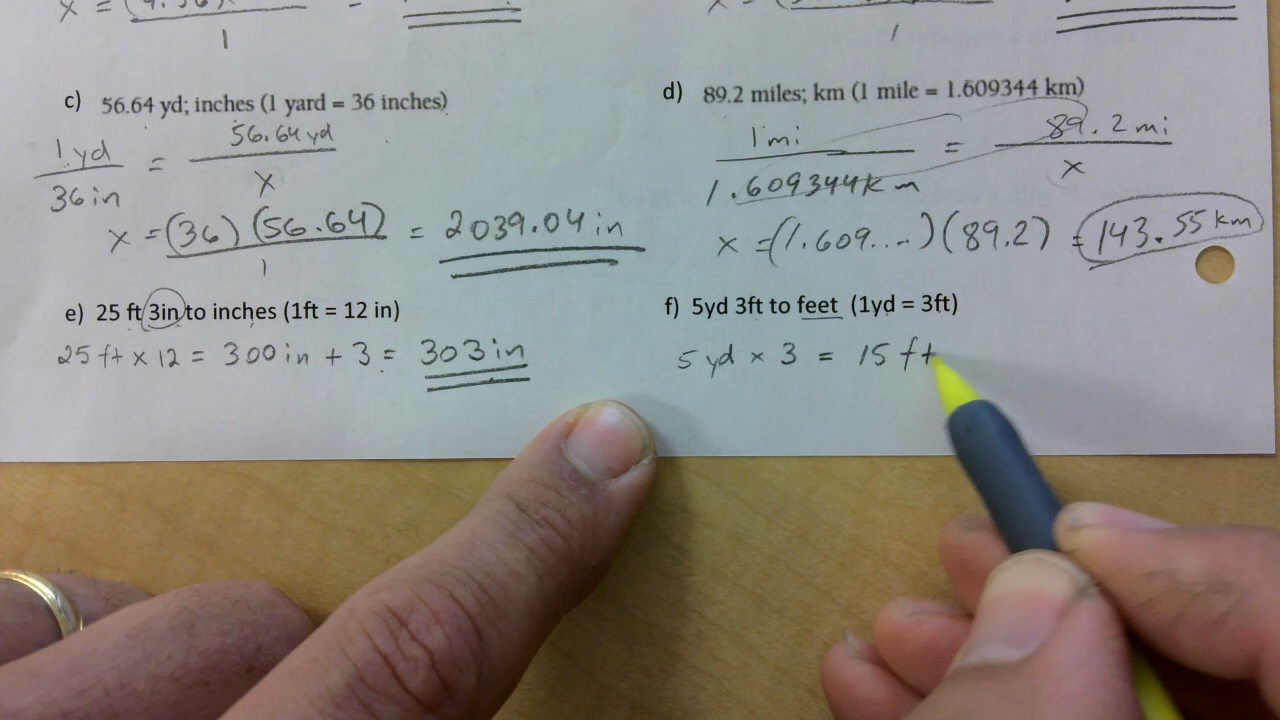 x =
1
1
c) 56.64 yd; inches (1 yard = 36 inches)
1 yd / 36 in = 56.64 yd / x
x = (36) (56.64) / 1 = 2039.04 in
d) 89.2 miles; km (1 mile = 1.609344 km)
1 mi / 1.609344 km = 89.2 mi / x
x = (1.609....)(89.2) = 143.55 km
e) 25 ft 3in to inches (1ft = 12 in)
25 ft x 12 = 300 in + 3 = 303 in
f) 5yd 3ft to feet (1yd = 3ft)
5 yd x 3 = 15 ft